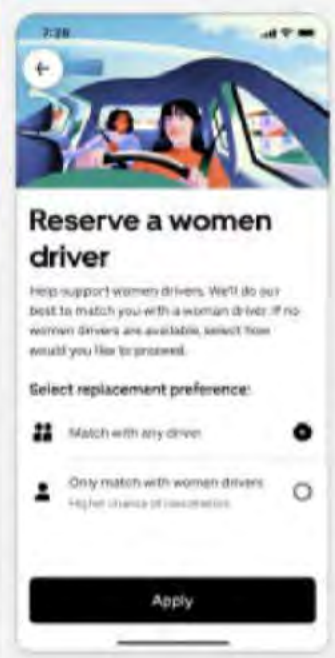 7:28
Reserve a women
driver
Help support women drivers. We'll do our
best to match you with a woman driver. If no
women drivers are available, select how
would you like to proceed.
Select replacement preference:
Match with any driver
Only match with women drivers
Higher chance of cancellation
Apply